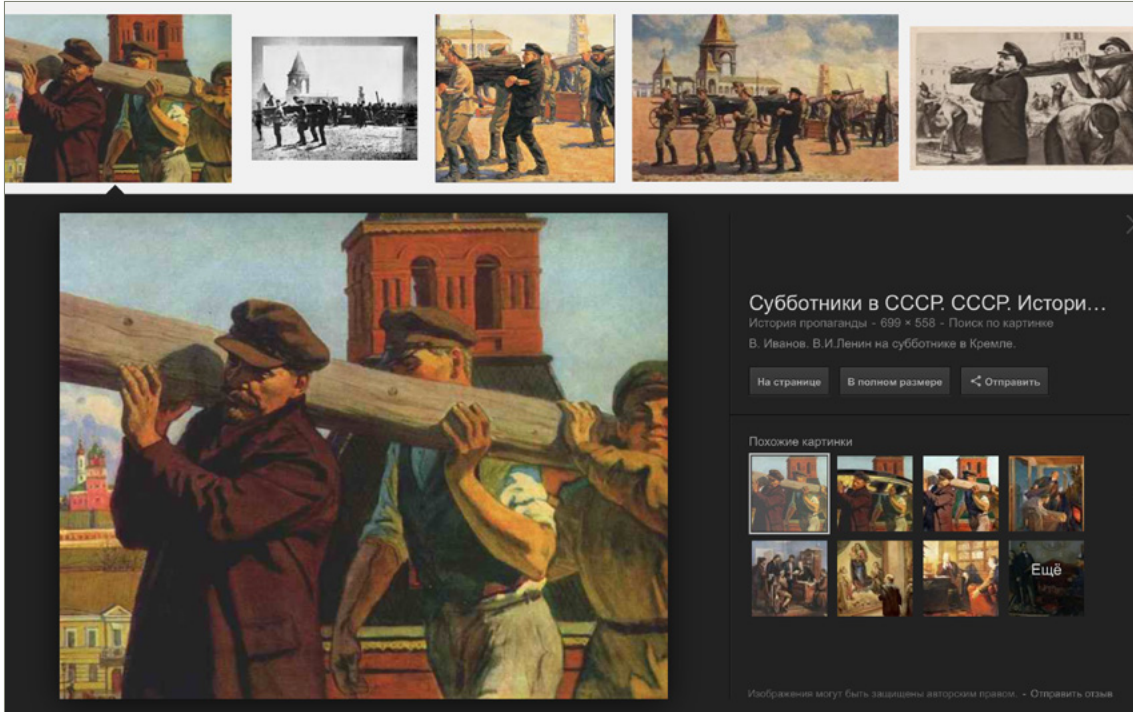 Субботники в СССР. СССР. Истори...
История пропаганды - 699 × 558 - Поиск по картинке
В. Иванов. В.И.Ленин на субботнике в Кремле.
На странице
В полном размере
Отправить
Похожие картинки
Ещё
Изображения могут быть защищены авторским правом. - Отправить отзыв